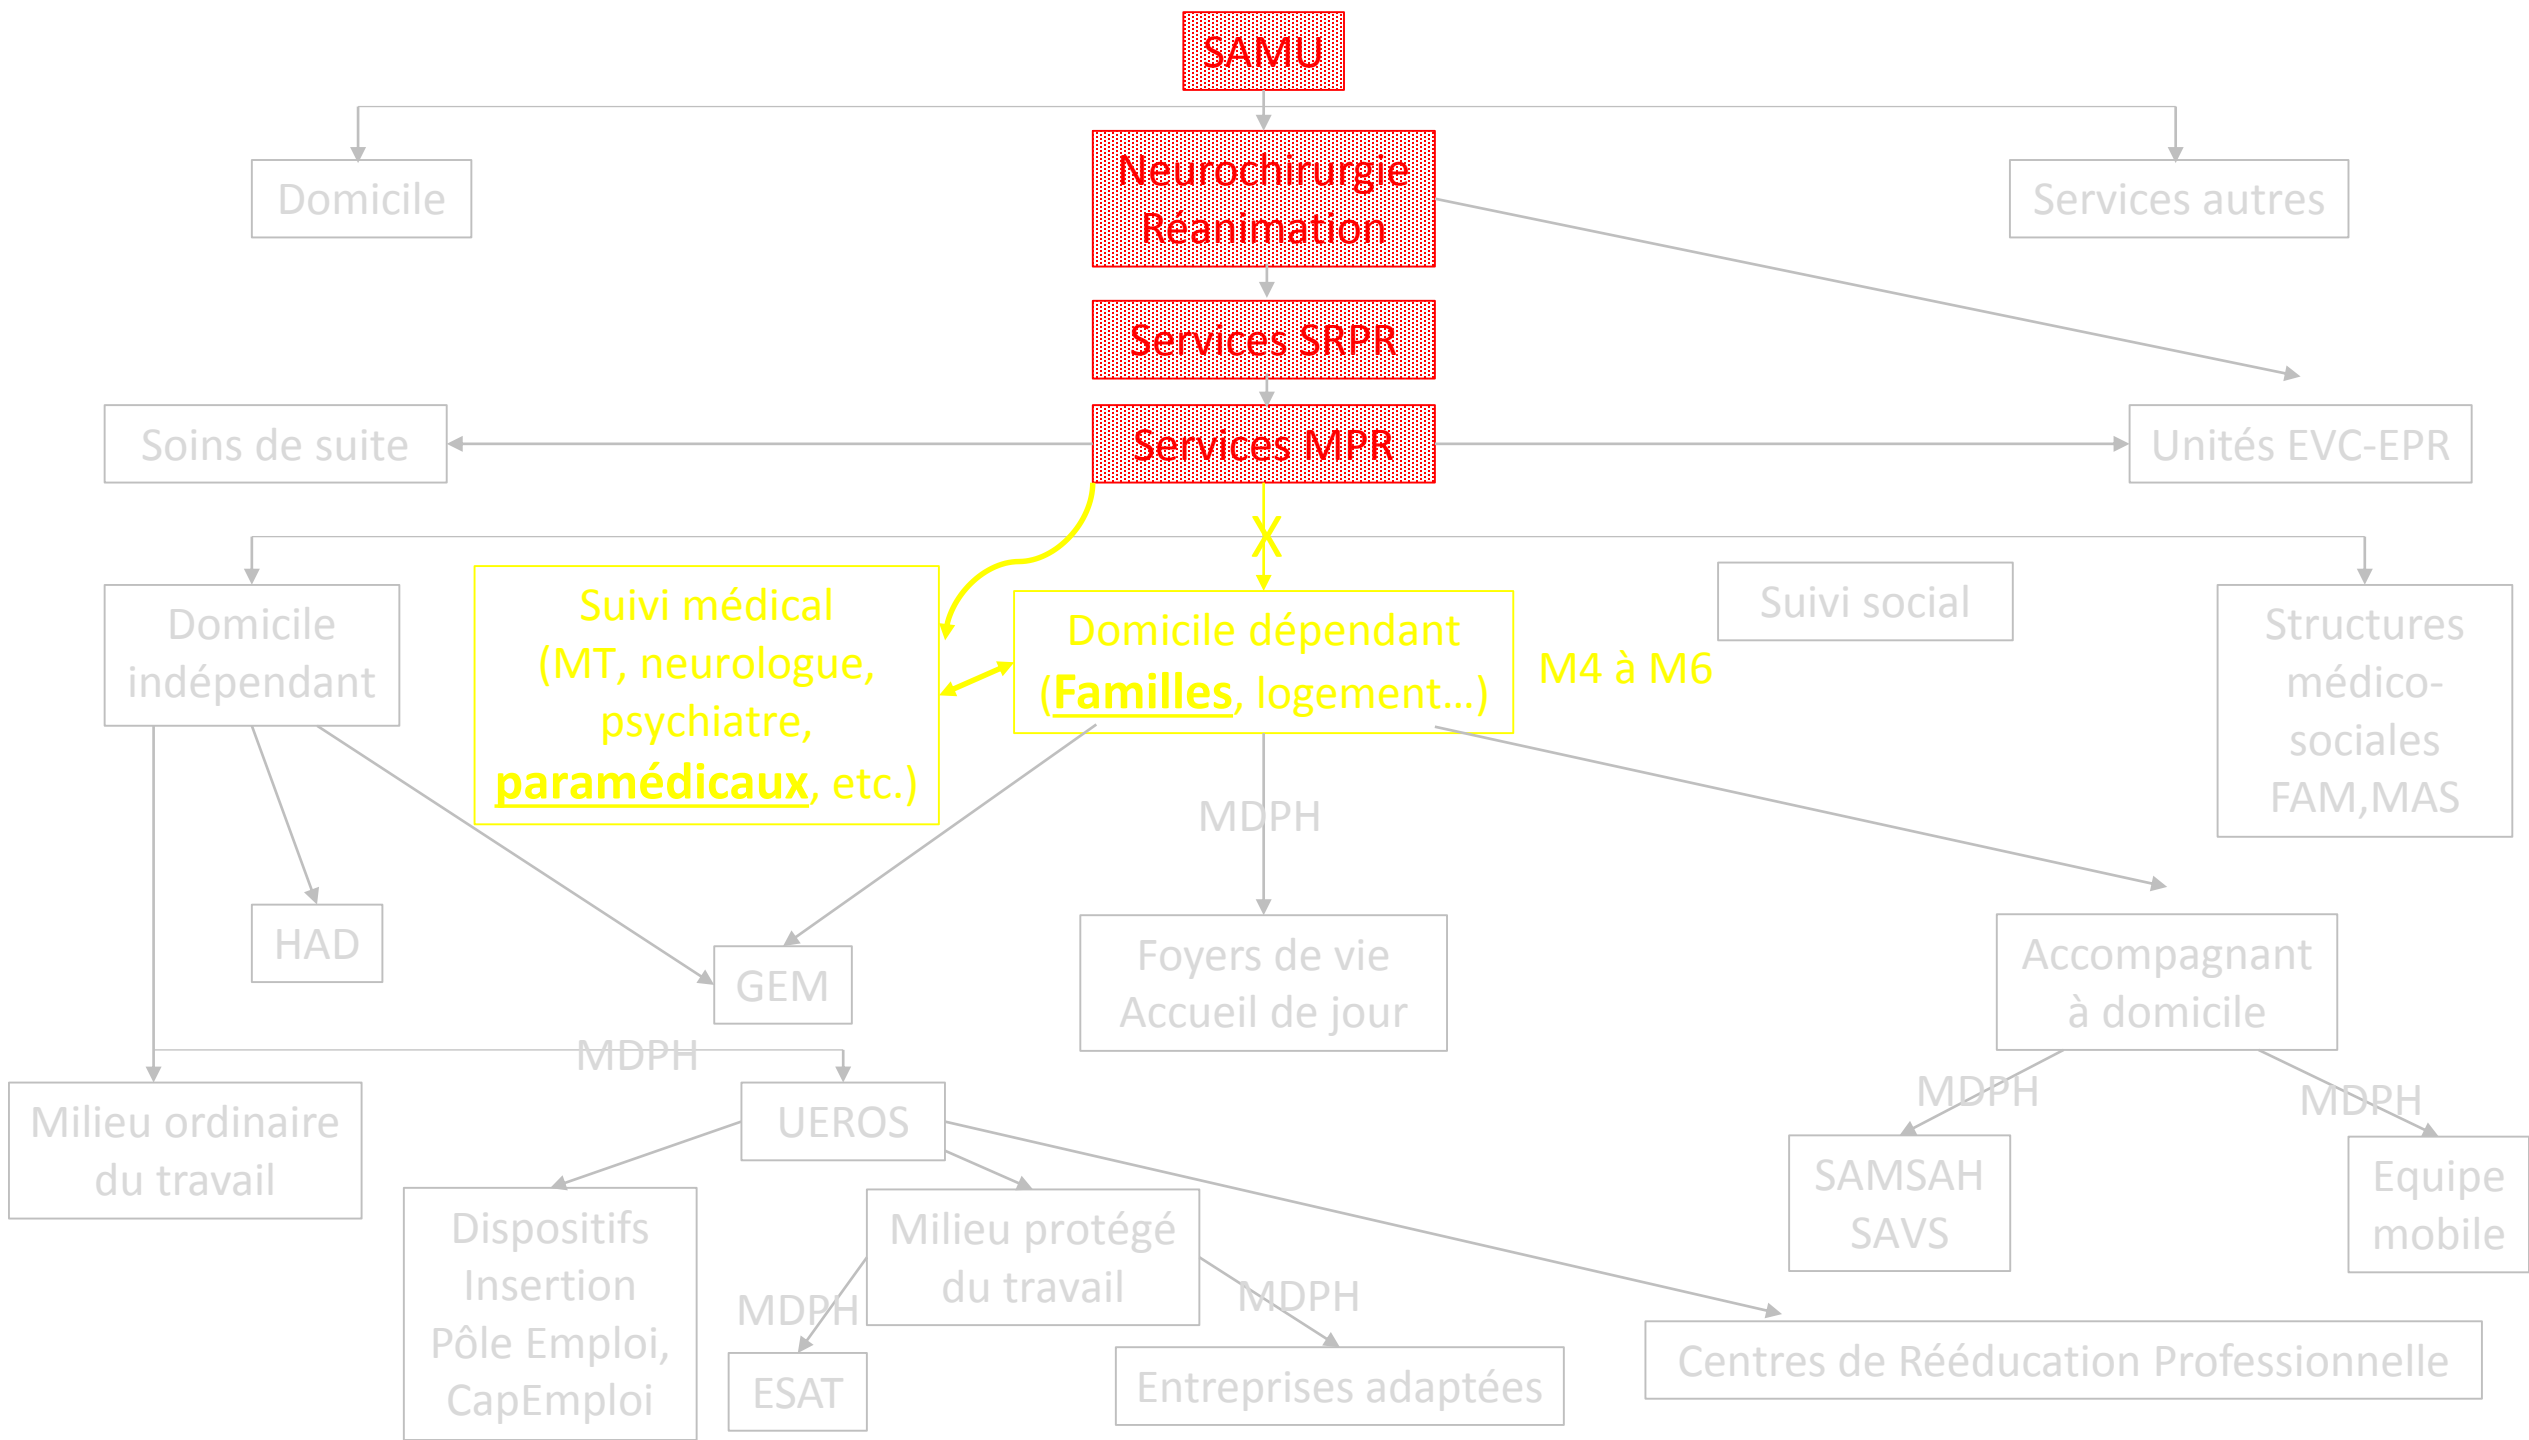 SAMU
Domicile
Neurochirurgie
Réanimation
Services autres
Services SRPR
Soins de suite
Services MPR
Unités EVC-EPR
X
Domicile
indépendant
Suivi médical
(MT, neurologue,
psychiatre,
paramédicaux, etc.)
Domicile dépendant
(Familles, logement…)
M4 à M6
Suivi social
Structures
médico-
sociales
FAM,MAS
MDPH
HAD
GEM
Foyers de vie
Accueil de jour
Accompagnant
à domicile
MDPH
MDPH
MDPH
Milieu ordinaire
du travail
UEROS
SAMSAH
SAVS
Equipe
mobile
Dispositifs
Insertion
Pôle Emploi,
CapEmploi
Milieu protégé
du travail
MDPH
MDPH
ESAT
Entreprises adaptées
Centres de Rééducation Professionnelle